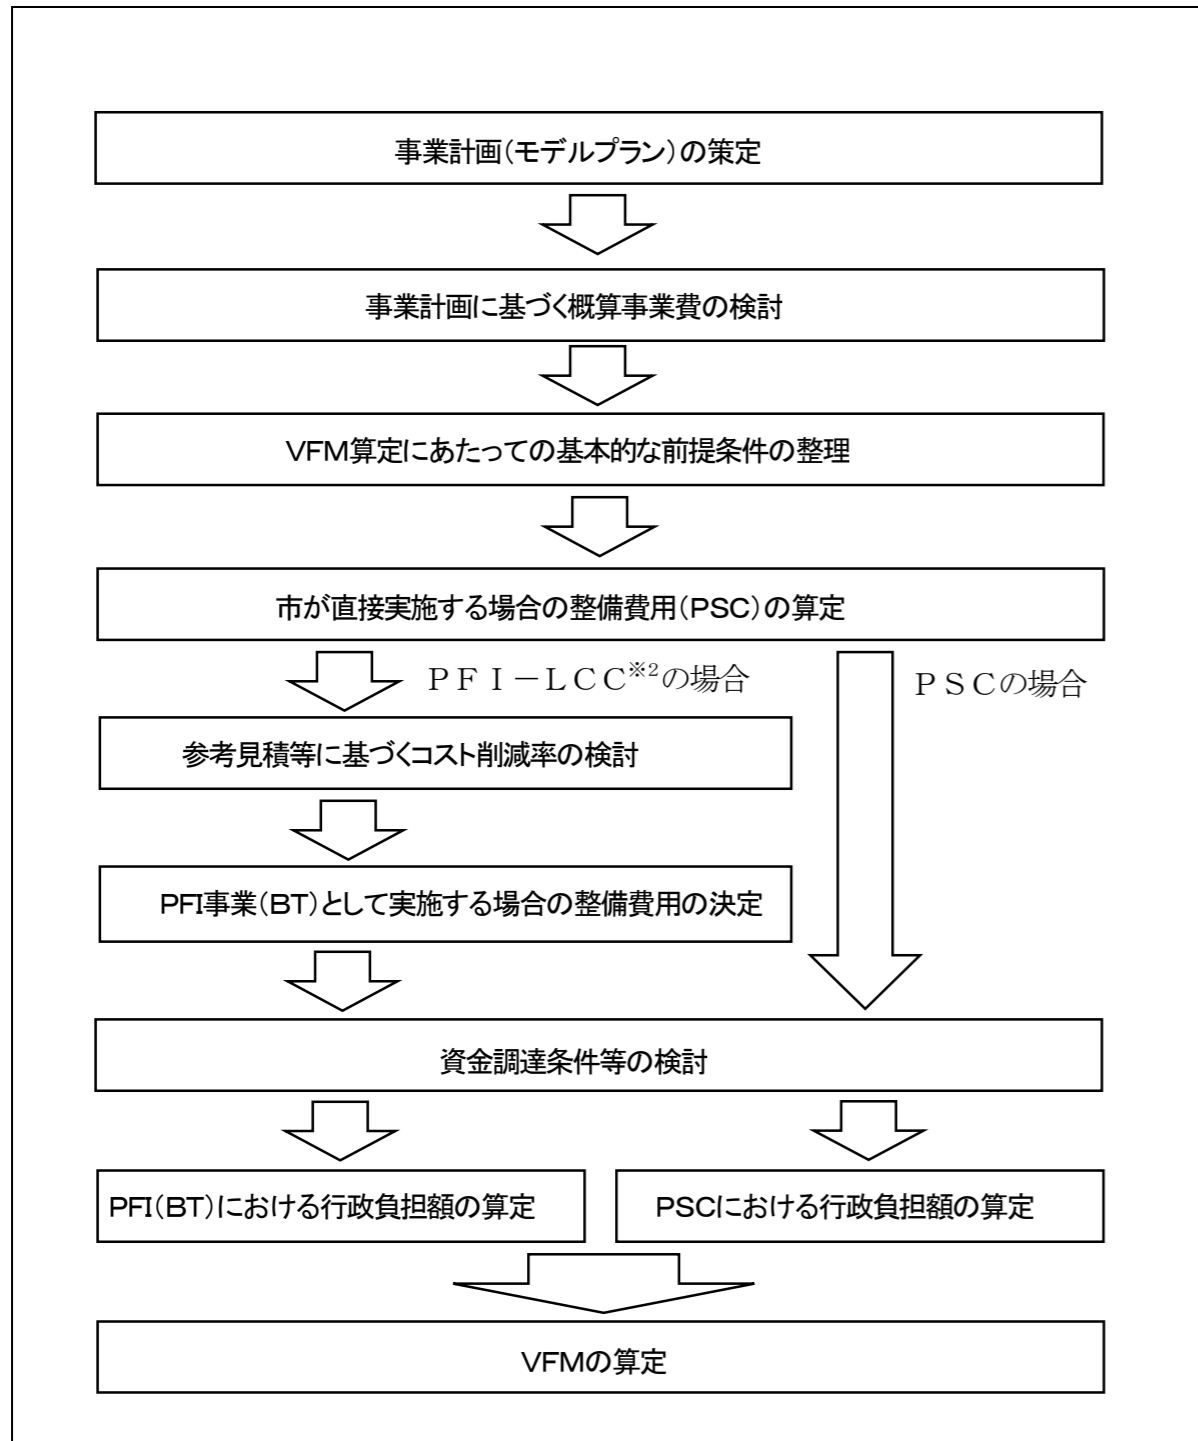 事業計画(モデルプラン)の策定
事業計画に基づく概算事業費の検討
VFM算定にあたっての基本的な前提条件の整理
市が直接実施する場合の整備費用(PSC)の算定
PFI-LCC※2の場合
PSCの場合
参考見積等に基づくコスト削減率の検討
PFI事業(BT)として実施する場合の整備費用の決定
資金調達条件等の検討
PFI(BT)における行政負担額の算定
PSCにおける行政負担額の算定
VFMの算定